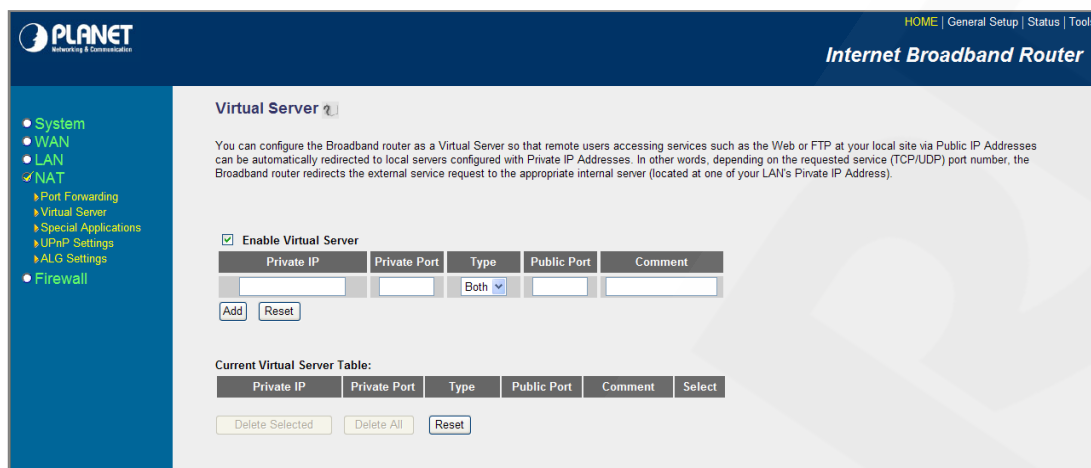 PLANET
Networking & Communication
HOME | General Setup | Status | Tools
Internet Broadband Router
System
WAN
LAN
NAT
Port Forwarding
Virtual Server
Special Applications
UPnP Settings
ALG Settings
Firewall
Virtual Server
You can configure the Broadband router as a Virtual Server so that remote users accessing services such as the Web or FTP at your local site via Public IP Addresses
can be automatically redirected to local servers configured with Private IP Addresses. In other words, depending on the requested service (TCP/UDP) port number, the
Broadband router redirects the external service request to the appropriate internal server (located at one of your LAN's Pivate IP Address).
Enable Virtual Server
Private IP Private Port Type Public Port Comment
Both
Add Reset
Current Virtual Server Table:
Private IP Private Port Type Public Port Comment Select
Delete Selected Delete All Reset